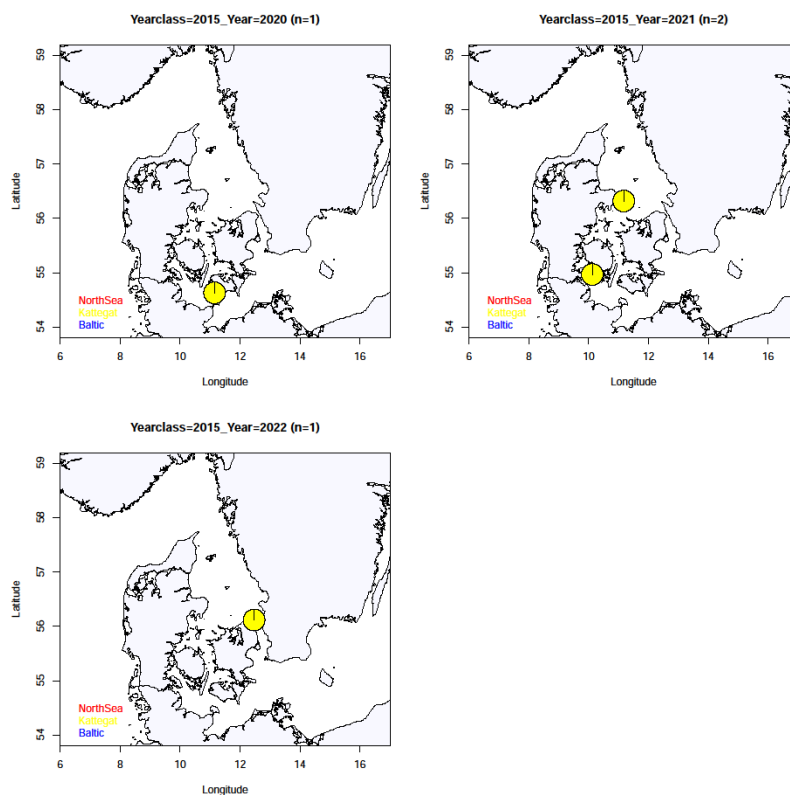 Yearclass=2015_Year=2020 (n=1)
59
58
57
56
55
54
Latitude
NorthSea
Kattegat
Baltic
6 8 10 12 14 16
Longitude
Yearclass=2015_Year=2021 (n=2)
59
58
57
56
55
54
Latitude
NorthSea
Kattegat
Baltic
6 8 10 12 14 16
Longitude
Yearclass=2015_Year=2022 (n=1)
59
58
57
56
55
54
Latitude
NorthSea
Kattegat
Baltic
6 8 10 12 14 16
Longitude